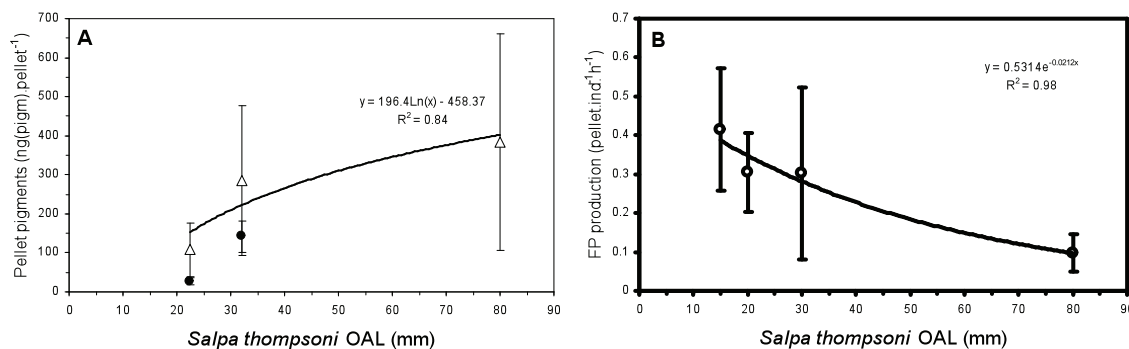 A
Pellet pigments (ng(pigm).pellet⁻¹)
700
600
500
400
300
200
100
0
y = 196.4Ln(x) - 458.37
R² = 0.84
0 10 20 30 40 50 60 70 80 90
Salpa thompsoni OAL (mm)
B
FP production (pellet.ind⁻¹.h⁻¹)
0.7
0.6
0.5
0.4
0.3
0.2
0.1
0
y = 0.5314e⁻⁰·⁰²¹²ˣ
R² = 0.98
0 10 20 30 40 50 60 70 80 90
Salpa thompsoni OAL (mm)